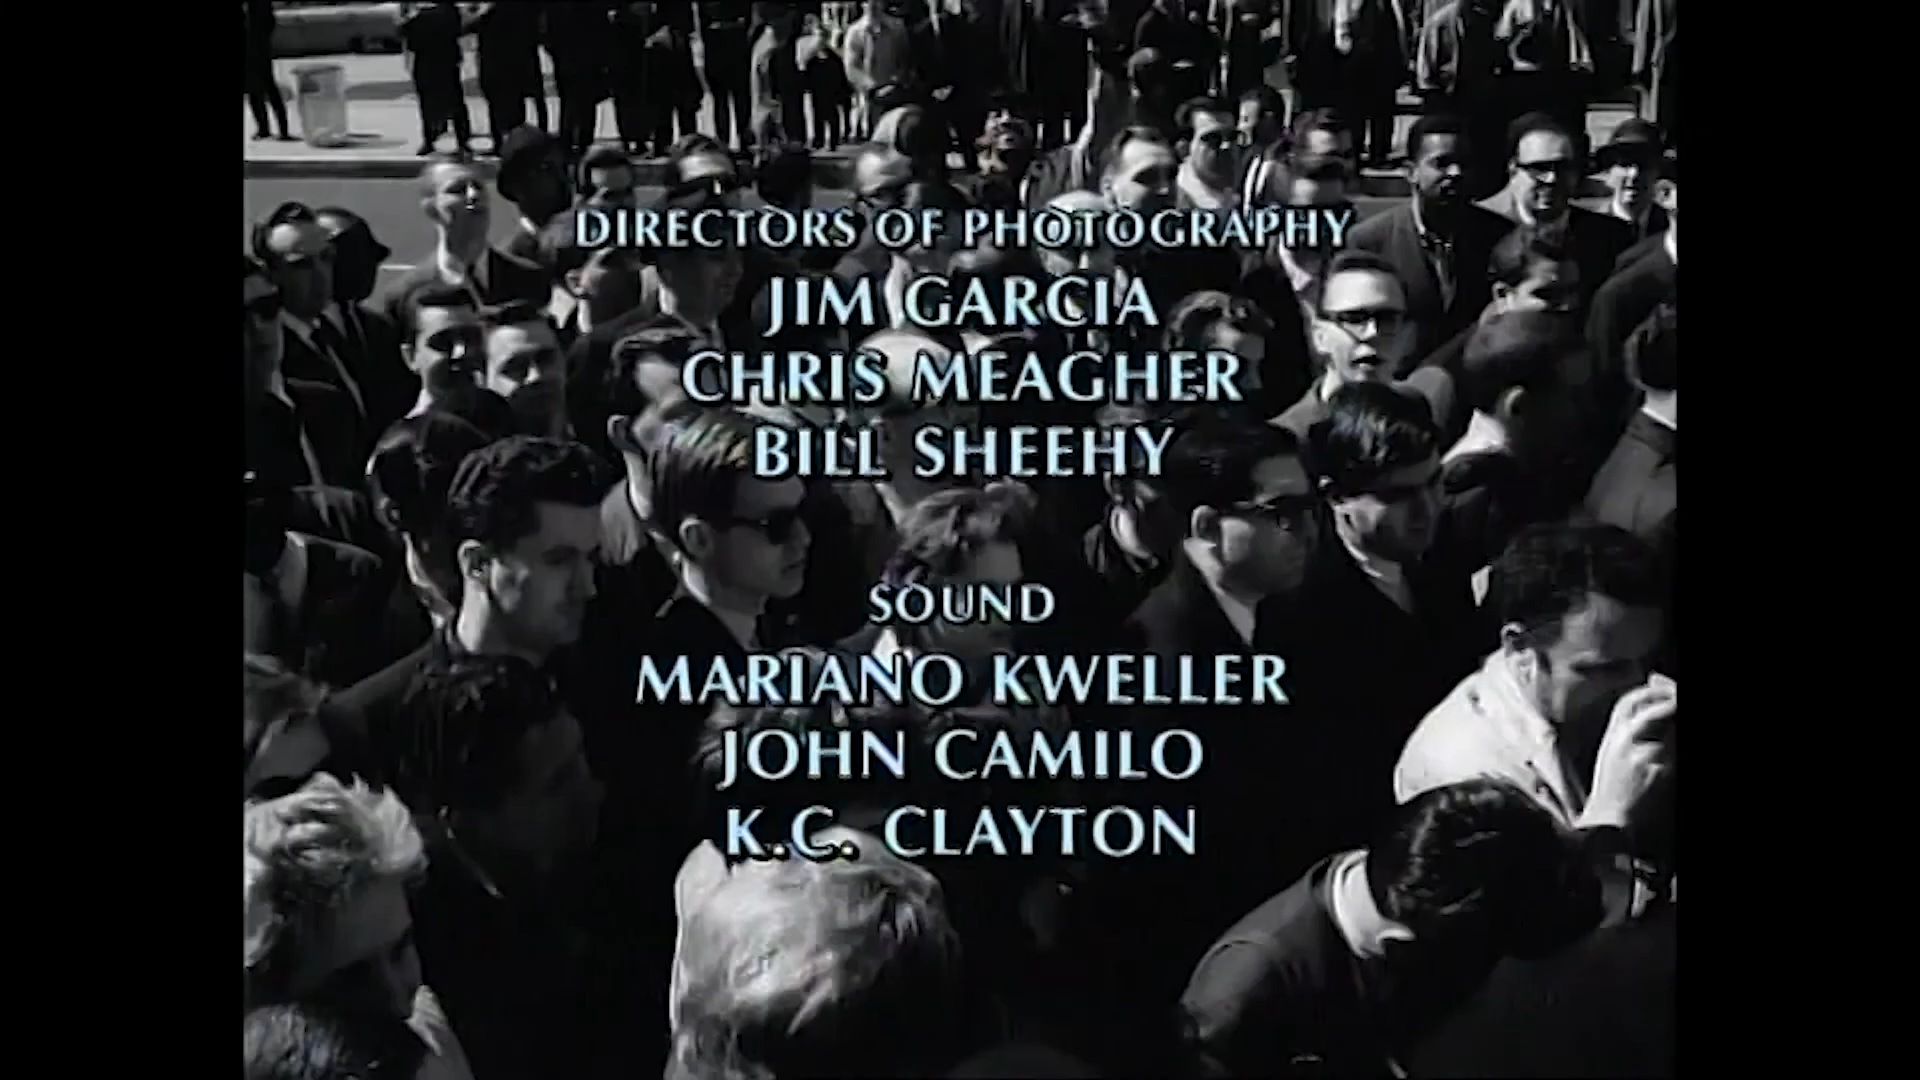 DIRECTORS OF PHOTOGRAPHY
JIM GARCIA
CHRIS MEAGHER
BILL SHEEHY
SOUND
MARIANO KWELLER
JOHN CAMILO
K.C. CLAYTON